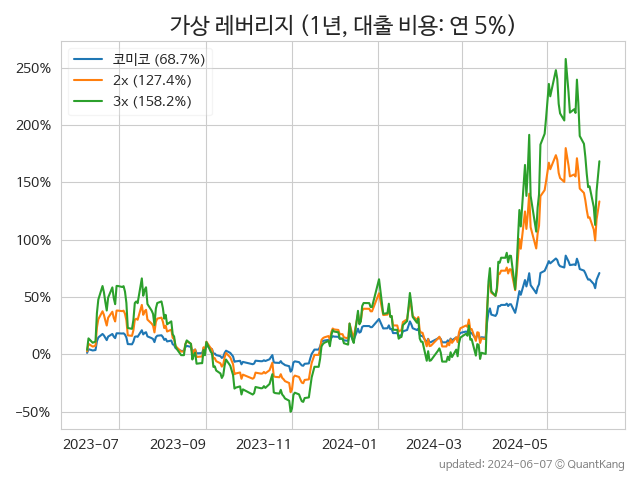 가상 레버리지 (1년, 대출 비용: 연 5%)
코미코 (68.7%)
2x (127.4%)
3x (158.2%)
250%
200%
150%
100%
50%
0%
−50%
2023-07 2023-09 2023-11 2024-01 2024-03 2024-05
updated: 2024-06-07 © QuantKang